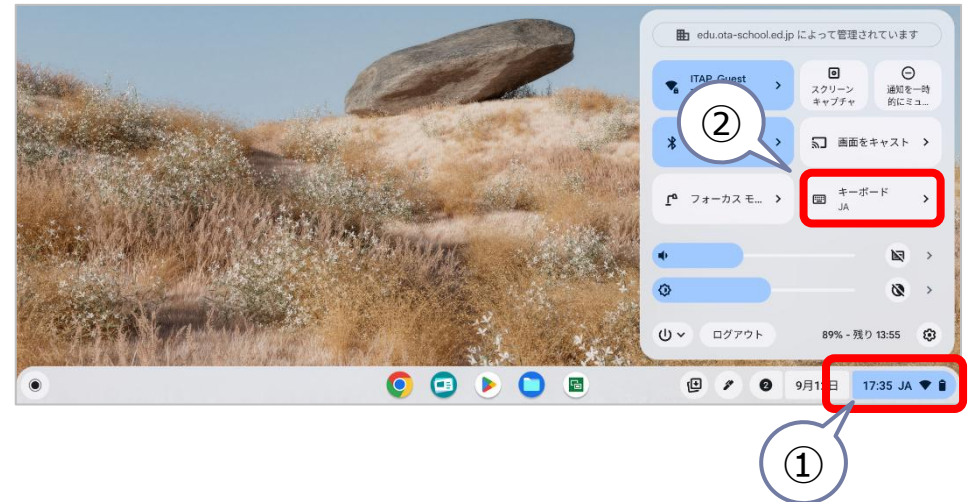 edu.ota-school.ed.jp によって管理されています
ITAP_Guest
スクリーン
キャプチャ
通知を一時
的にミュ...
②
画面をキャスト
フォーカス モ...
キーボード
JA
ログアウト
89% - 残り 13:55
2
9月1 日
17:35 JA
①